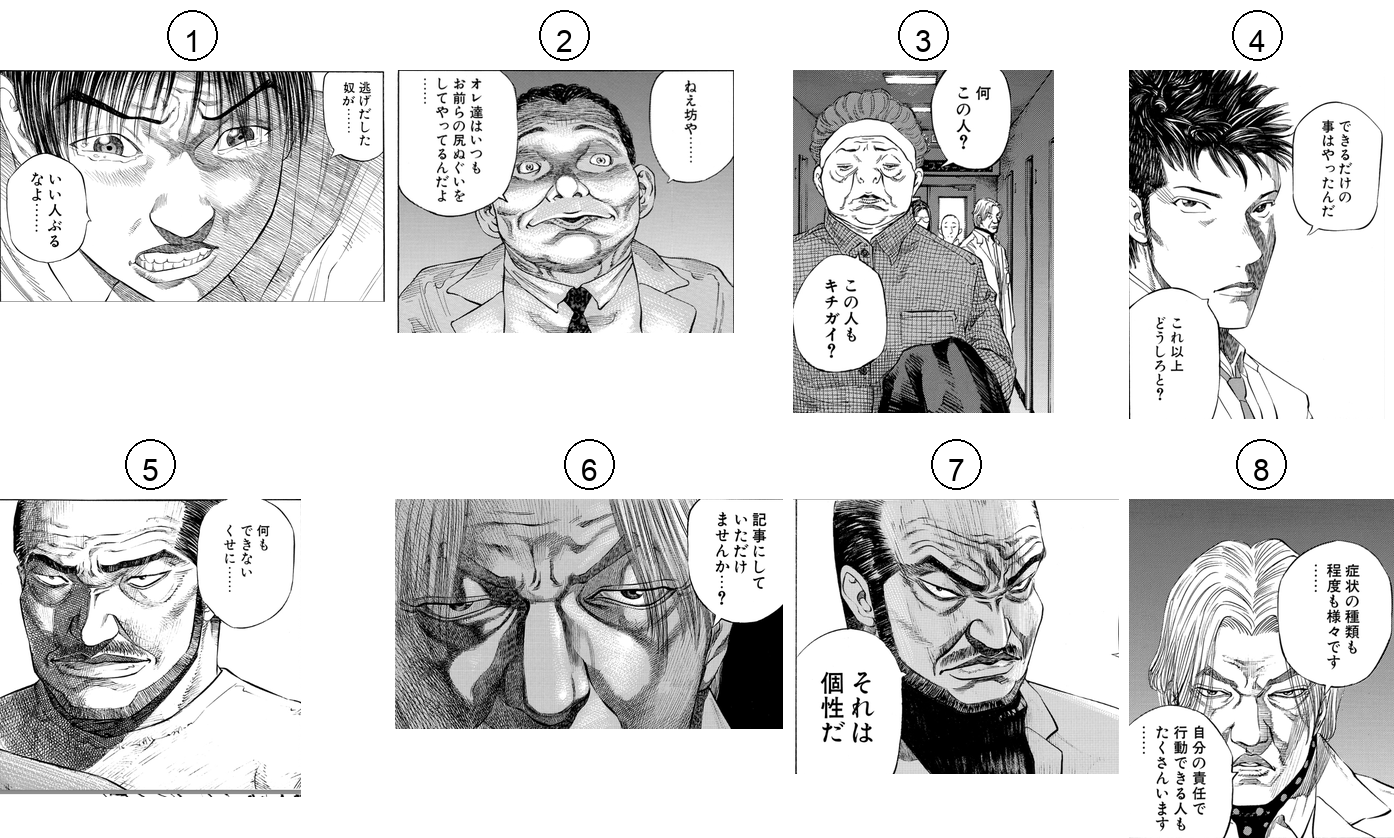 1
逃げだした
奴が……
いい人ぶる
なよ……
2
ねえ坊や……
オレ達はいつも
お前らの尻ぬぐいを
してやってるんだよ
……
3
何
この人？
この人も
キチガイ？
4
できるだけの
事はやったんだ
これ以上
どうしろと？
5
何も
できない
くせに……
6
記事にして
いただけ
ませんか…？
7
それは
個性だ
8
症状の種類も
程度も様々です
……
自分の責任で
行動できる人も
たくさんいます
……